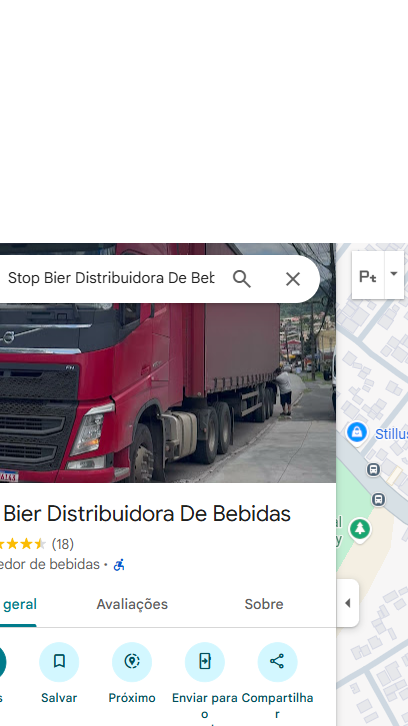 Stop Bier Distribuidora De Beb
Pt
Stillus
Bier Distribuidora De Bebidas
(18)
edor de bebidas
al
y
geral
Avaliações
Sobre
s
Salvar
Próximo
Enviar para
o
Compartilha
r